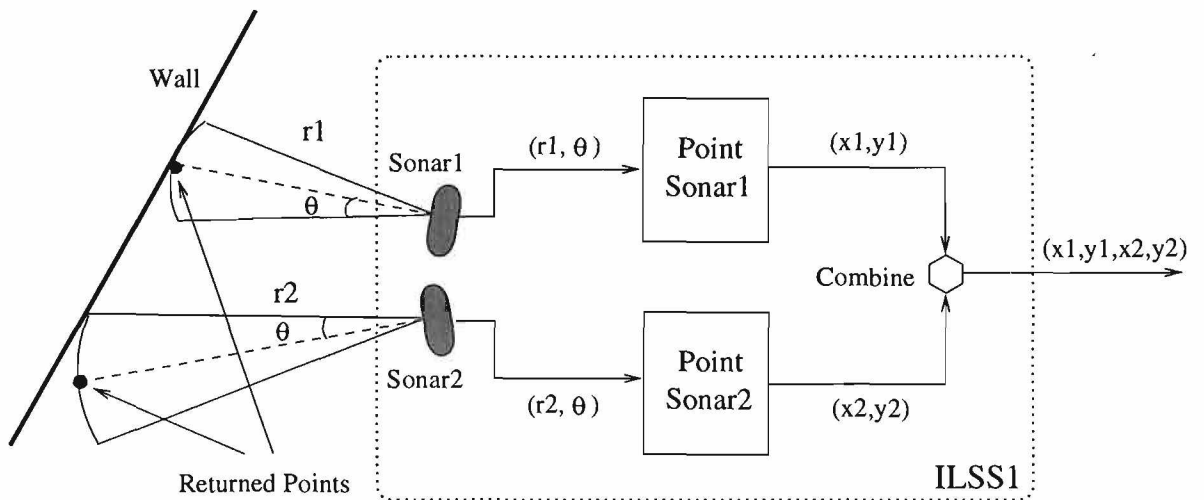 Wall
r1
Sonar1
θ
(r1, θ)
Point
Sonar1
(x1,y1)
r2
θ
Sonar2
(r2, θ)
Point
Sonar2
(x2,y2)
Combine
(x1,y1,x2,y2)
Returned Points
ILSS1